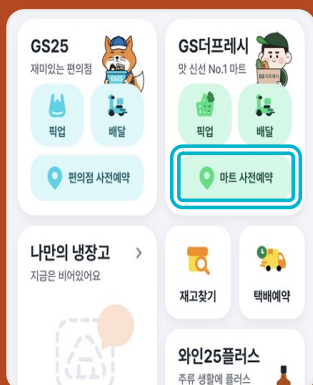 GS25
재미있는 편의점
GS25
픽업
배달
편의점 사전예약
GS더프레시
맛 신선 No.1 마트
픽업
배달
마트 사전예약
나만의 냉장고
지금은 비어있어요
재고찾기
택배예약
와인25플러스
주류 생활에 플러스